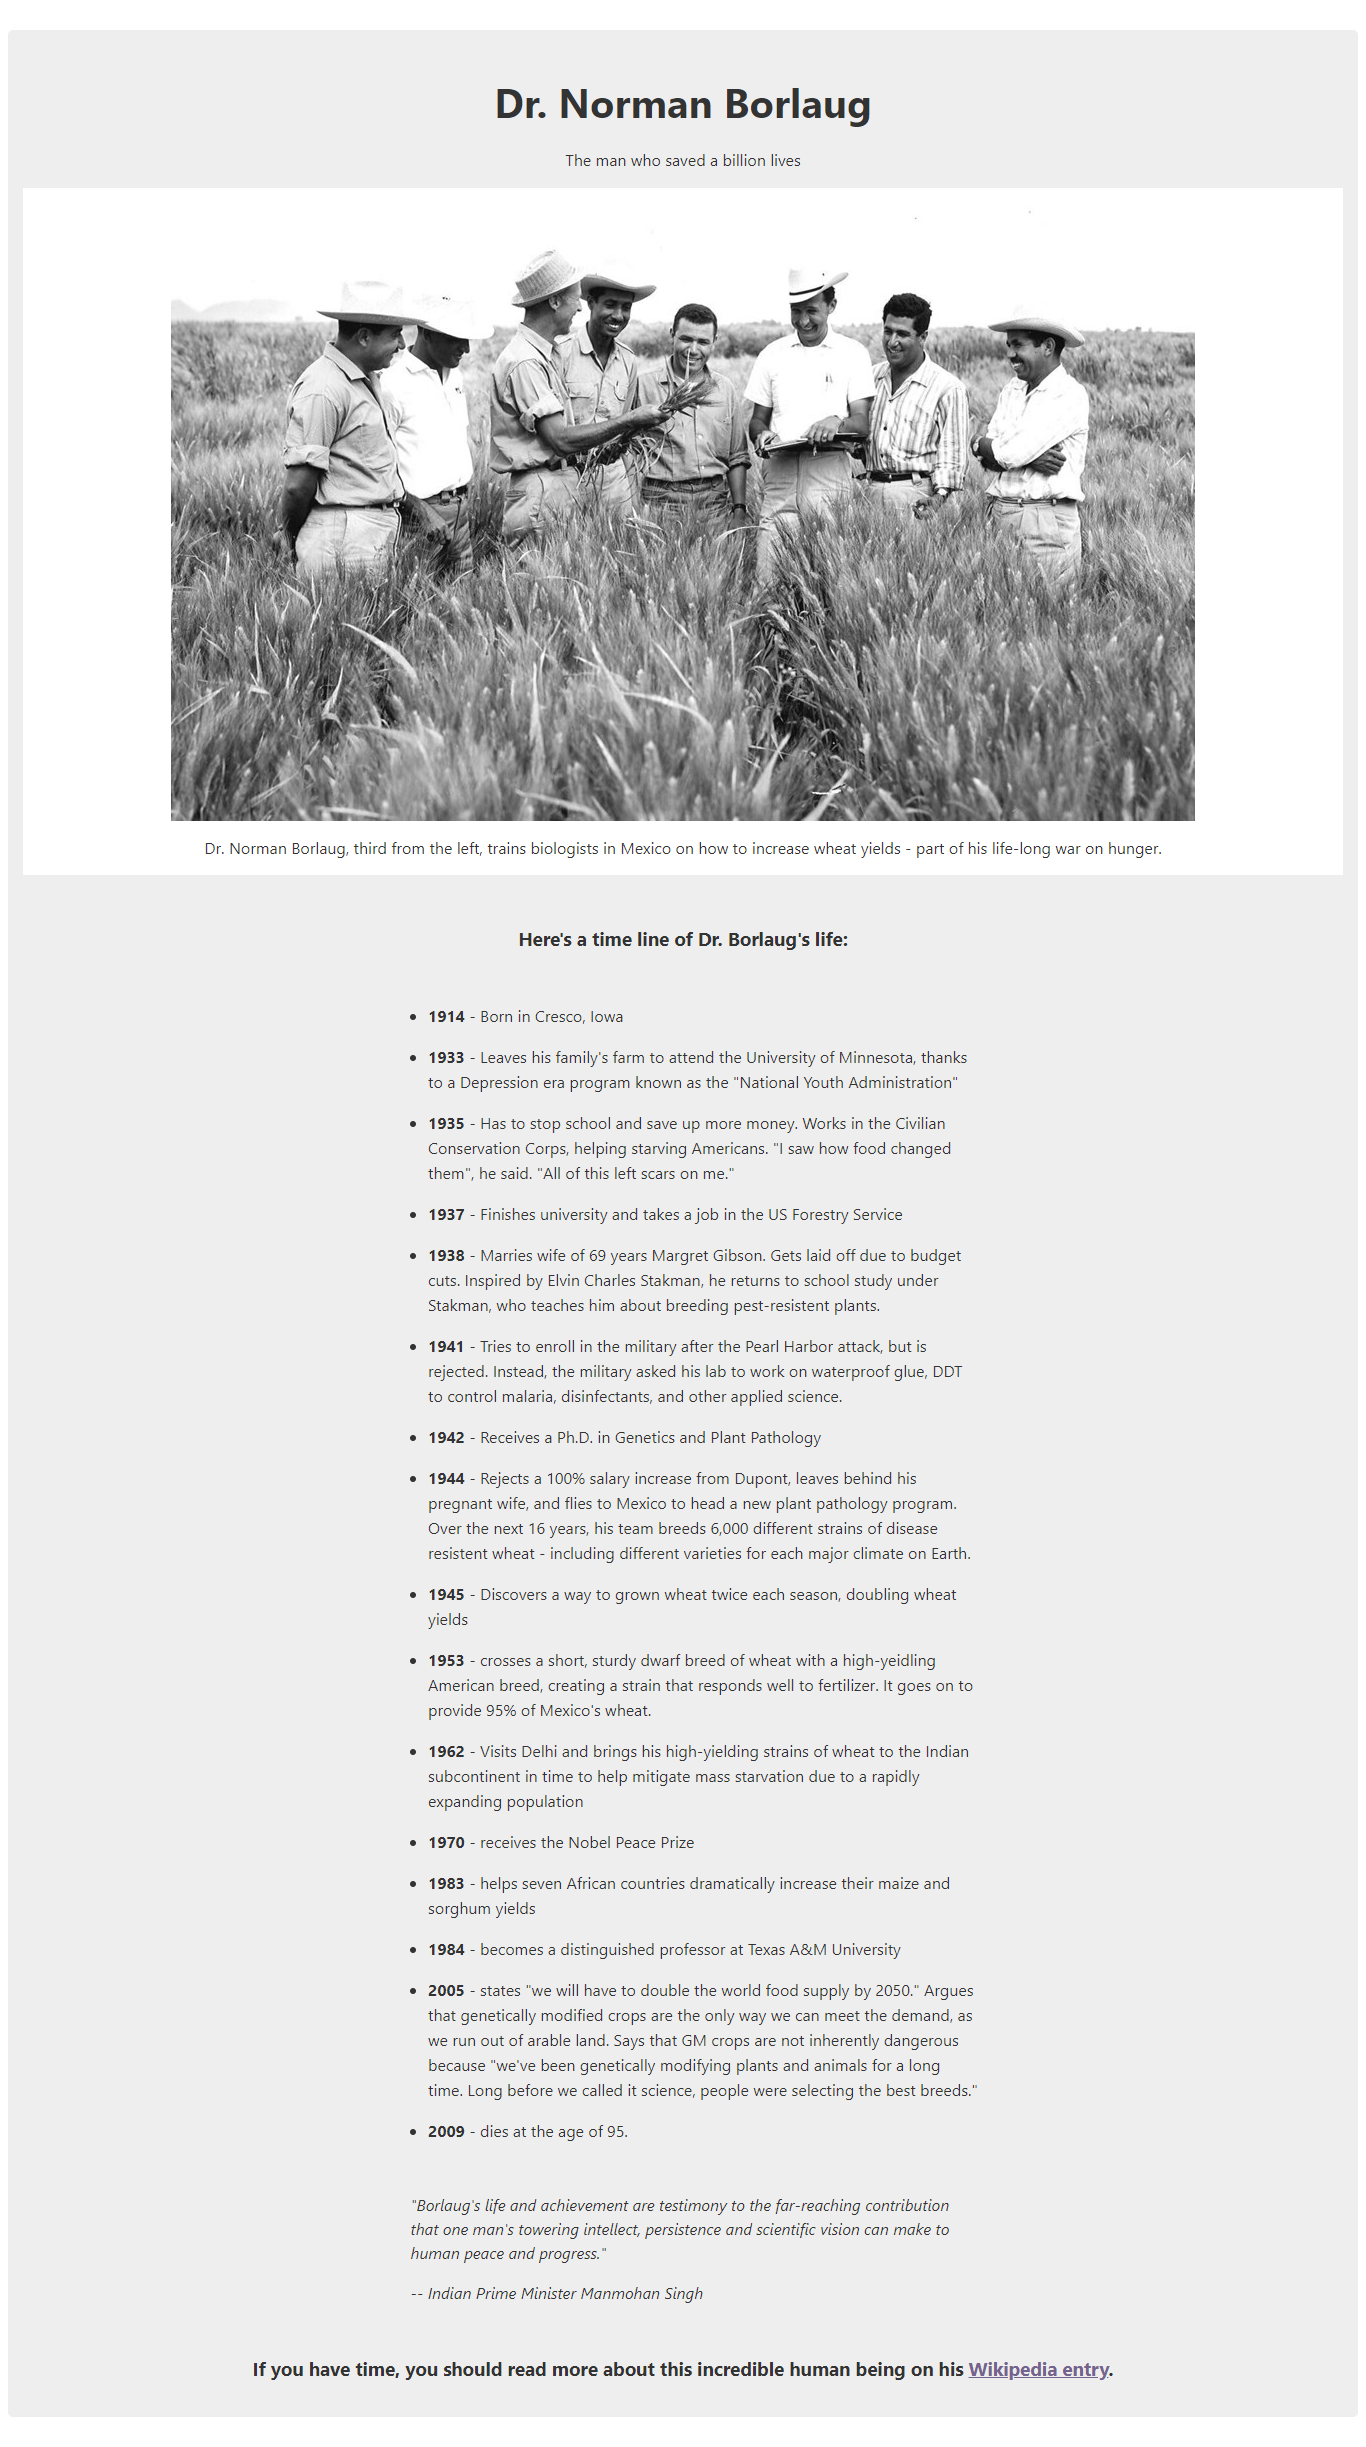 Dr. Norman Borlaug
The man who saved a billion lives
Dr. Norman Borlaug, third from the left, trains biologists in Mexico on how to increase wheat yields - part of his life-long war on hunger.
Here's a time line of Dr. Borlaug's life:
• 1914 - Born in Cresco, Iowa
• 1933 - Leaves his family's farm to attend the University of Minnesota, thanks
to a Depression era program known as the "National Youth Administration"
• 1935 - Has to stop school and save up more money. Works in the Civilian
Conservation Corps, helping starving Americans. "I saw how food changed
them", he said. "All of this left scars on me."
• 1937 - Finishes university and takes a job in the US Forestry Service
• 1938 - Marries wife of 69 years Margret Gibson. Gets laid off due to budget
cuts. Inspired by Elvin Charles Stakman, he returns to school study under
Stakman, who teaches him about breeding pest-resistent plants.
• 1941 - Tries to enroll in the military after the Pearl Harbor attack, but is
rejected. Instead, the military asked his lab to work on waterproof glue, DDT
to control malaria, disinfectants, and other applied science.
• 1942 - Receives a Ph.D. in Genetics and Plant Pathology
• 1944 - Rejects a 100% salary increase from Dupont, leaves behind his
pregnant wife, and flies to Mexico to head a new plant pathology program.
Over the next 16 years, his team breeds 6,000 different strains of disease
resistent wheat - including different varieties for each major climate on Earth.
• 1945 - Discovers a way to grown wheat twice each season, doubling wheat
yields
• 1953 - crosses a short, sturdy dwarf breed of wheat with a high-yeidling
American breed, creating a strain that responds well to fertilizer. It goes on to
provide 95% of Mexico's wheat.
• 1962 - Visits Delhi and brings his high-yielding strains of wheat to the Indian
subcontinent in time to help mitigate mass starvation due to a rapidly
expanding population
• 1970 - receives the Nobel Peace Prize
• 1983 - helps seven African countries dramatically increase their maize and
sorghum yields
• 1984 - becomes a distinguished professor at Texas A&M University
• 2005 - states "we will have to double the world food supply by 2050." Argues
that genetically modified crops are the only way we can meet the demand, as
we run out of arable land. Says that GM crops are not inherently dangerous
because "we've been genetically modifying plants and animals for a long
time. Long before we called it science, people were selecting the best breeds."
• 2009 - dies at the age of 95.
"Borlaug's life and achievement are testimony to the far-reaching contribution
that one man's towering intellect, persistence and scientific vision can make to
human peace and progress."
-- Indian Prime Minister Manmohan Singh
If you have time, you should read more about this incredible human being on his Wikipedia entry.